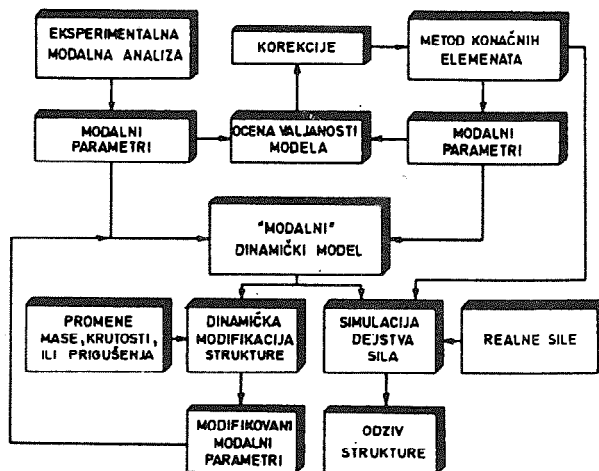 EKSPERIMENTALNA
MODALNA ANALIZA
KOREKCIJE
METOD KONAČNIH
ELEMENATA
MODALNI
PARAMETRI
OCENA VALJANOSTI
MODELA
MODALNI
PARAMETRI
"MODALNI"
DINAMIČKI MODEL
PROMENE
MASE, KRUTOSTI,
ILI PRIGUŠENJA
DINAMIČKA
MODIFIKACIJA
STRUKTURE
SIMULACIJA
DEJSTVA
SILA
REALNE SILE
MODIFIKOVANI
MODALNI
PARAMETRI
ODZIV
STRUKTURE